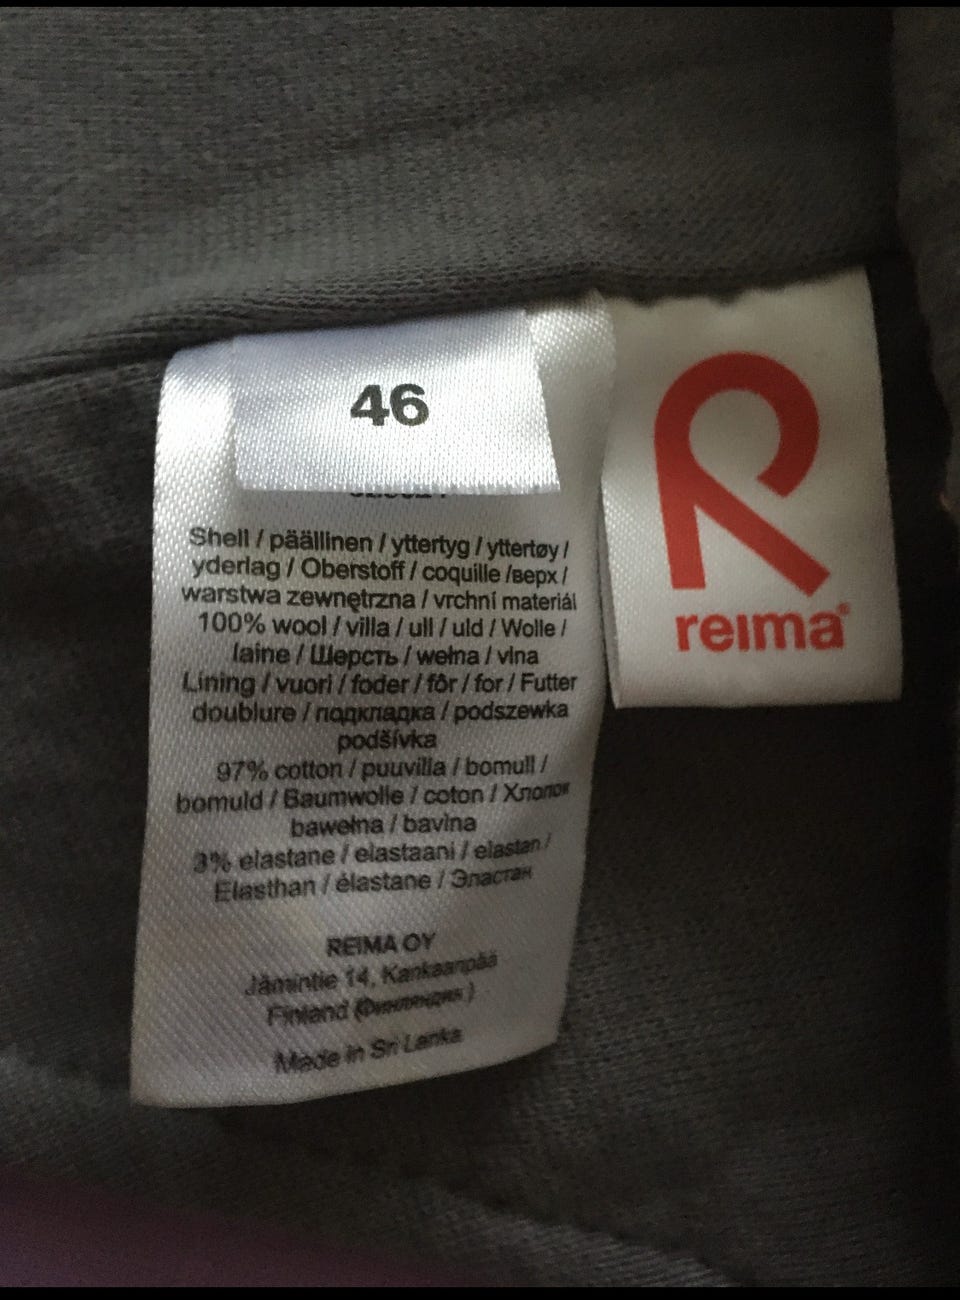 46
Shell / päällinen / yttertyg / yttertøy /
yderlag / Oberstoff / coquille /верх /
warstwa zewnętrzna / vrchní materiál
100% wool / villa / ull / uld / Wolle /
laine / Шерсть / wełna / vlna
Lining / vuori / foder / fôr / for / Futter
doublure / подкладка / podszewka
podšívka
97% cotton / puuvilla / bomull /
bomuld / Baumwolle / coton / Хлопок
bawełna / bavlna
3% elastane / elastaani / elastan /
Elasthan / élastane / Эластан
REIMA OY
Jämintie 14, Kankaanpää
Finland (Финляндия)
Made in Sri Lanka
reima®